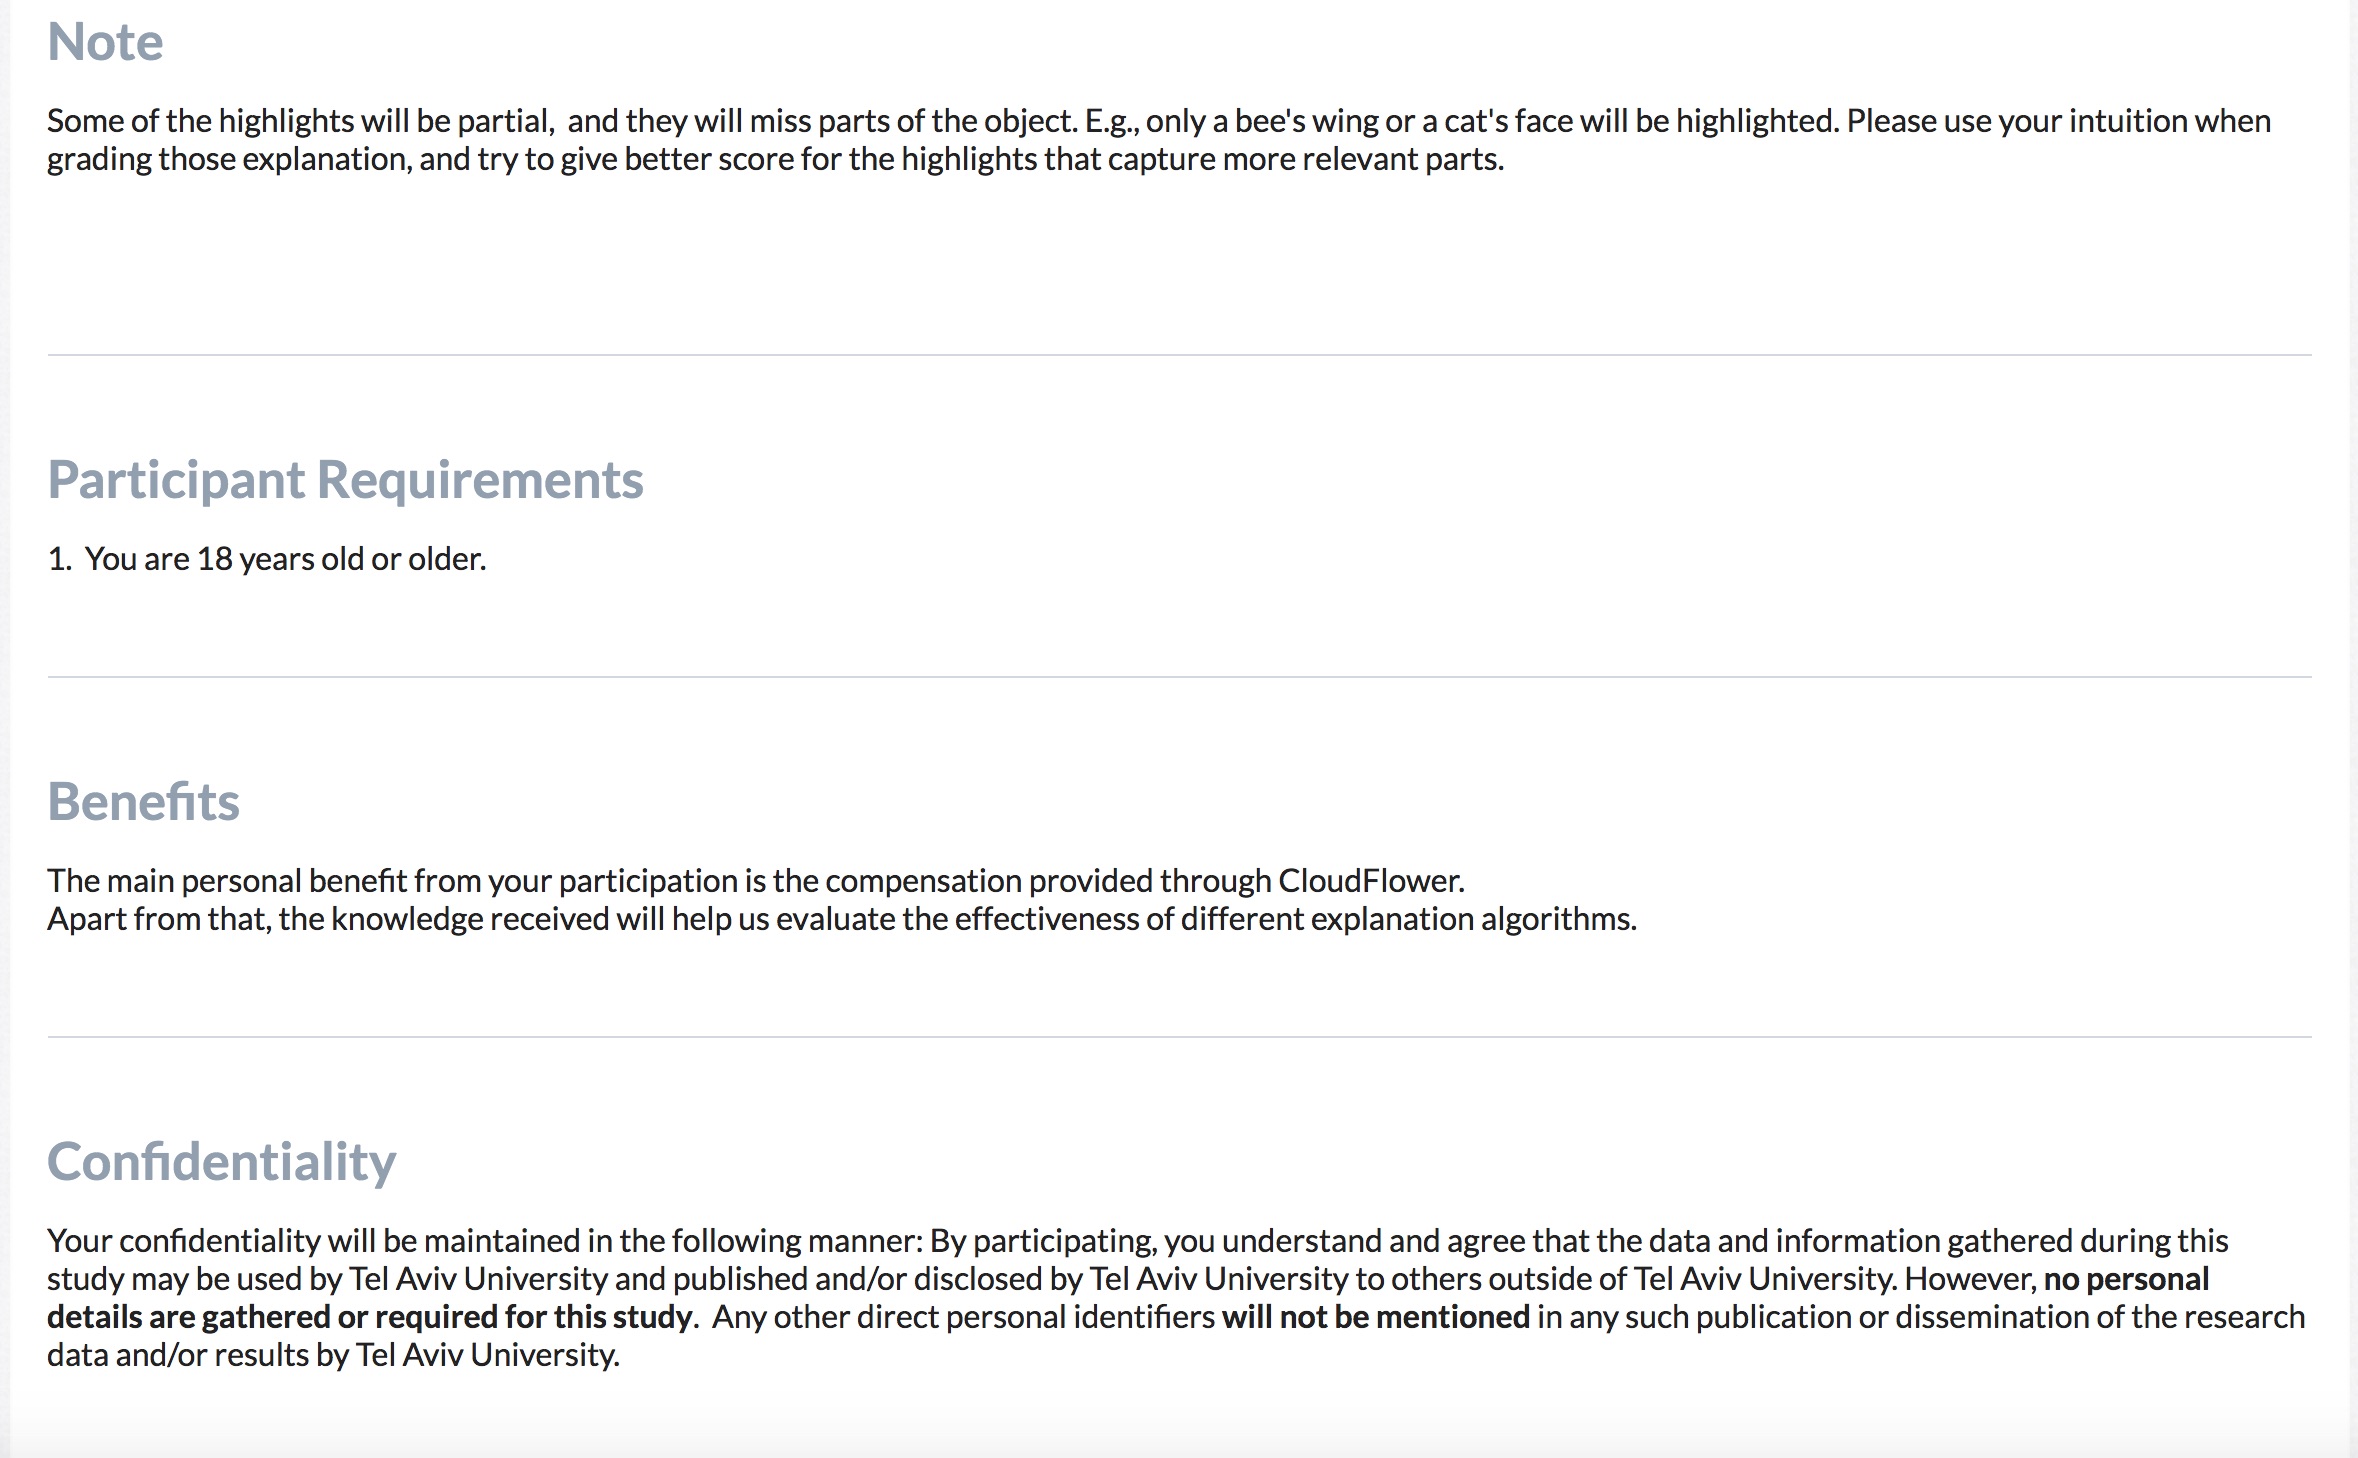 Note
Some of the highlights will be partial,  and they will miss parts of the object. E.g., only a bee's wing or a cat's face will be highlighted. Please use your intuition when
grading those explanation, and try to give better score for the highlights that capture more relevant parts.
Participant Requirements
1. You are 18 years old or older.
Benefits
The main personal benefit from your participation is the compensation provided through CloudFlower.
Apart from that, the knowledge received will help us evaluate the effectiveness of different explanation algorithms.
Confidentiality
Your confidentiality will be maintained in the following manner: By participating, you understand and agree that the data and information gathered during this
study may be used by Tel Aviv University and published and/or disclosed by Tel Aviv University to others outside of Tel Aviv University. However, no personal
details are gathered or required for this study.  Any other direct personal identifiers will not be mentioned in any such publication or dissemination of the research
data and/or results by Tel Aviv University.